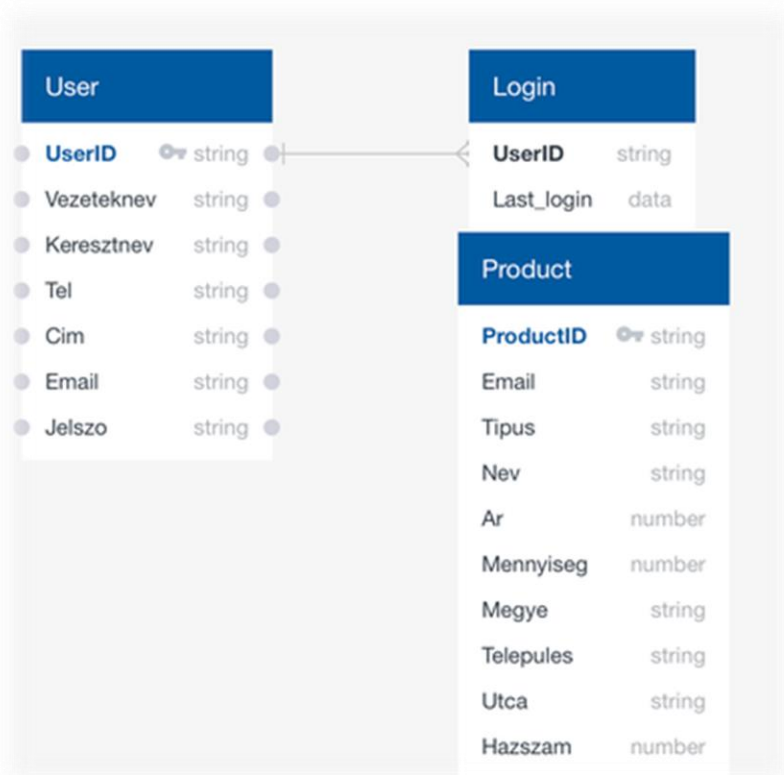 User
UserID string
Vezeteknev string
Keresztnev string
Tel string
Cim string
Email string
Jelszo string
Login
UserID string
Last_login data
Product
ProductID string
Email string
Tipus string
Nev string
Ar number
Mennyiseg number
Megye string
Telepules string
Utca string
Hazszam number